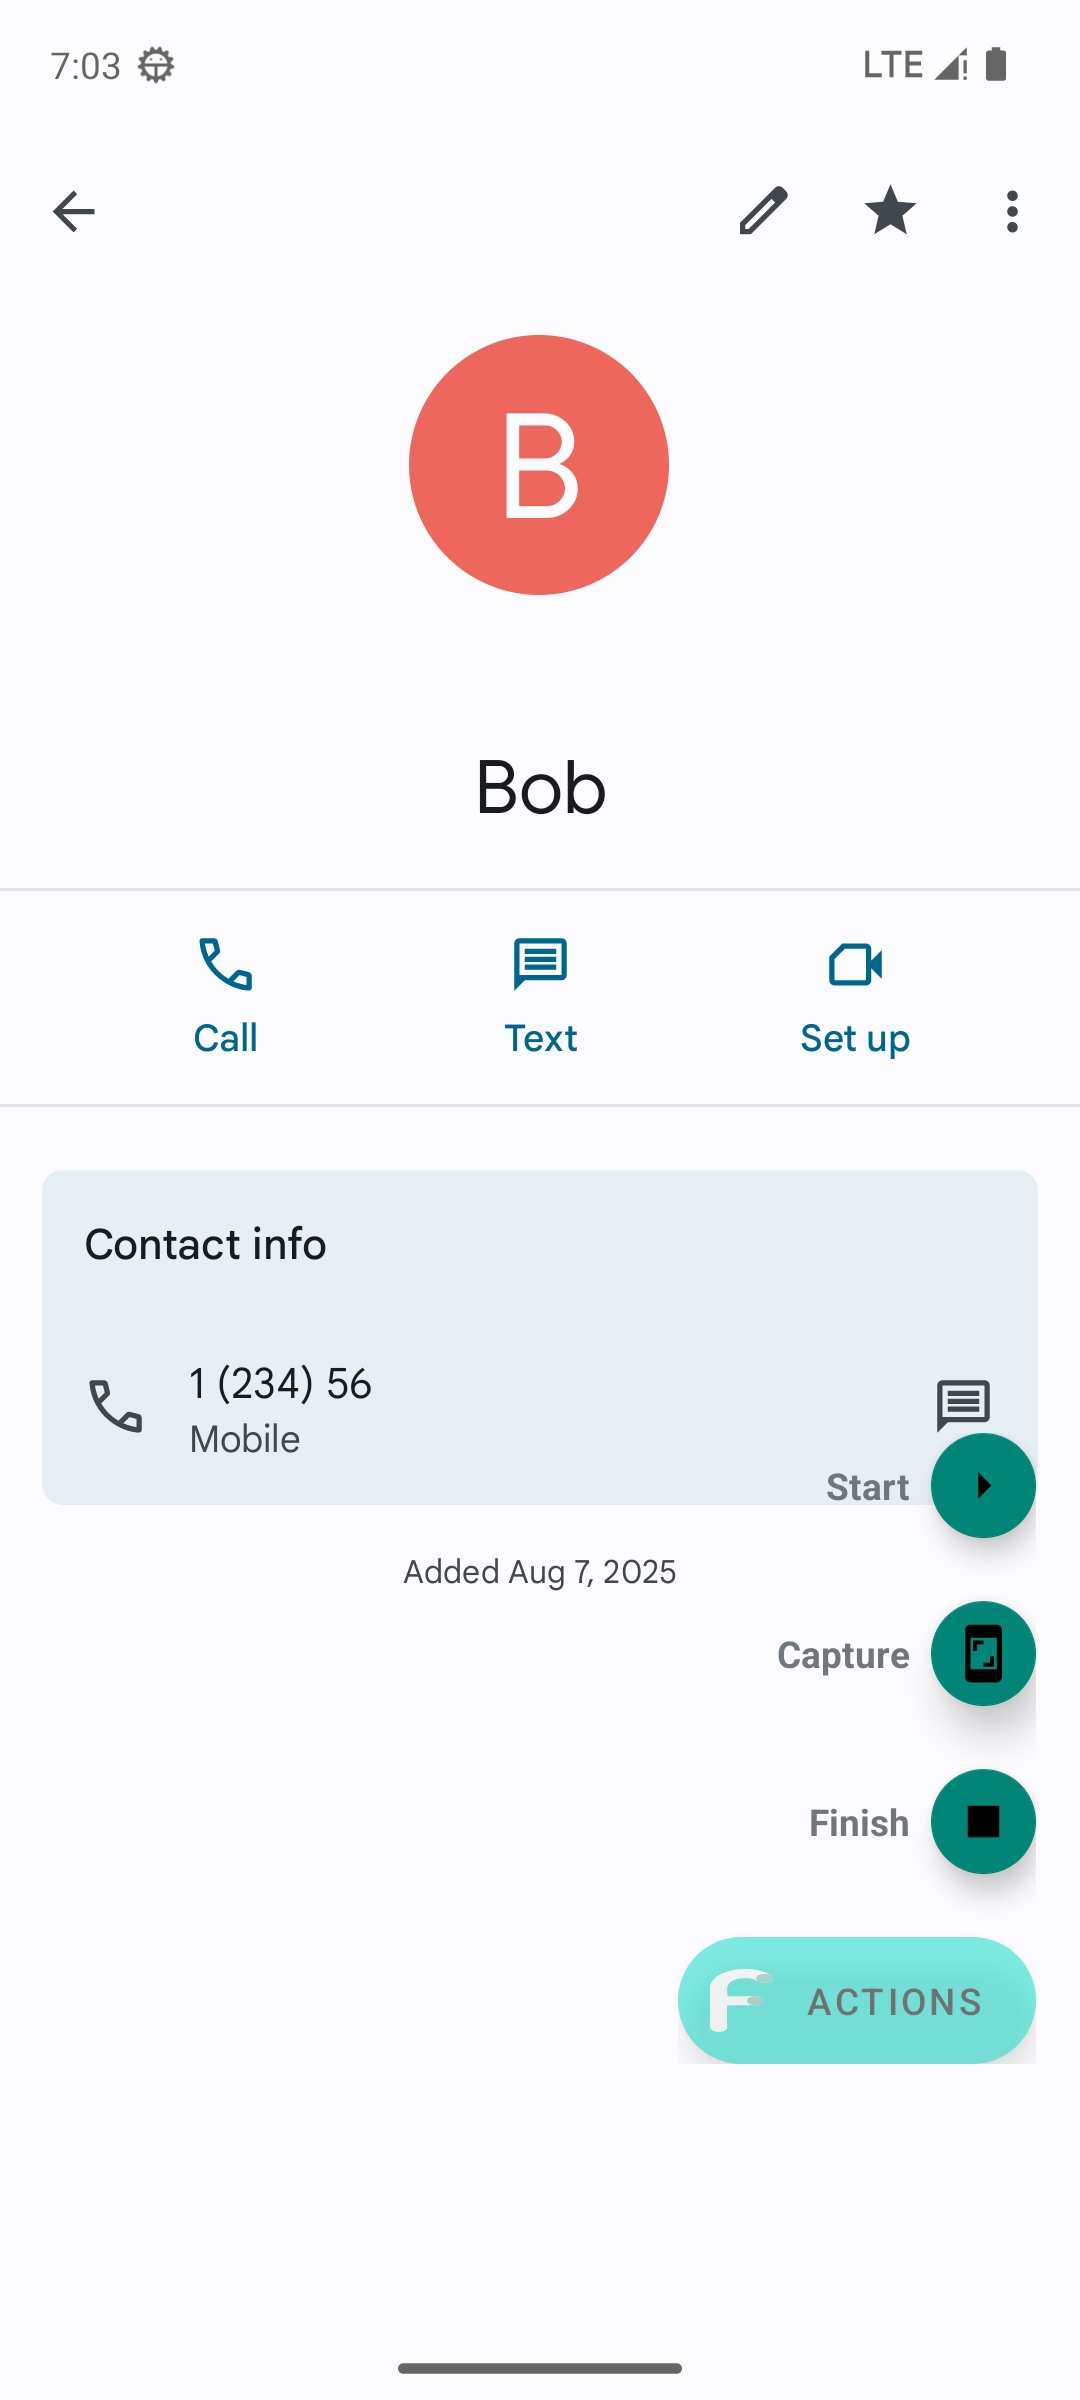 7:03
LTE
B
Bob
Call
Text
Set up
Contact info
1 (234) 56
Mobile
Start
Added Aug 7, 2025
Capture
Finish
F ACTIONS